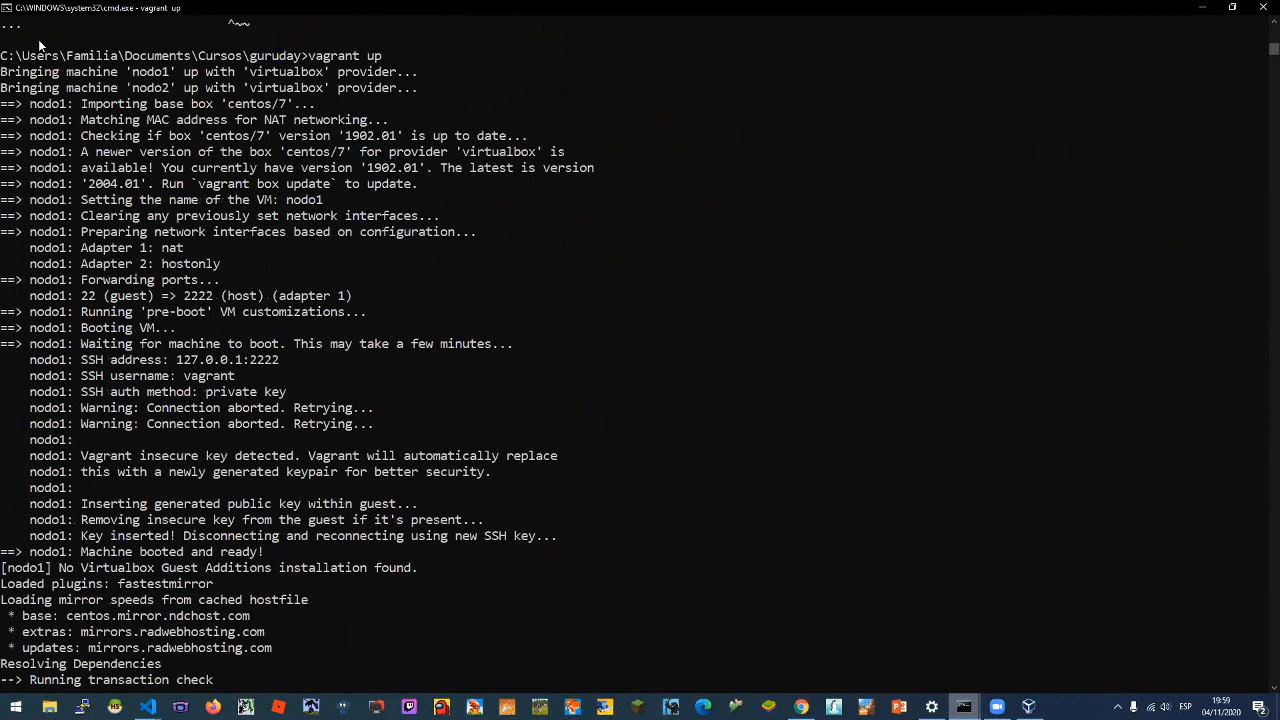 C:\WINDOWS\system32\cmd.exe - vagrant up
... ^~~
C:\Users\Familia\Documents\Cursos\guruday>vagrant up
Bringing machine 'nodo1' up with 'virtualbox' provider...
Bringing machine 'nodo2' up with 'virtualbox' provider...
==> nodo1: Importing base box 'centos/7'...
==> nodo1: Matching MAC address for NAT networking...
==> nodo1: Checking if box 'centos/7' version '1902.01' is up to date...
==> nodo1: A newer version of the box 'centos/7' for provider 'virtualbox' is
==> nodo1: available! You currently have version '1902.01'. The latest is version
==> nodo1: '2004.01'. Run `vagrant box update` to update.
==> nodo1: Setting the name of the VM: nodo1
==> nodo1: Clearing any previously set network interfaces...
==> nodo1: Preparing network interfaces based on configuration...
nodo1: Adapter 1: nat
nodo1: Adapter 2: hostonly
==> nodo1: Forwarding ports...
nodo1: 22 (guest) => 2222 (host) (adapter 1)
==> nodo1: Running 'pre-boot' VM customizations...
==> nodo1: Booting VM...
==> nodo1: Waiting for machine to boot. This may take a few minutes...
nodo1: SSH address: 127.0.0.1:2222
nodo1: SSH username: vagrant
nodo1: SSH auth method: private key
nodo1: Warning: Connection aborted. Retrying...
nodo1: Warning: Connection aborted. Retrying...
nodo1:
nodo1: Vagrant insecure key detected. Vagrant will automatically replace
nodo1: this with a newly generated keypair for better security.
nodo1:
nodo1: Inserting generated public key within guest...
nodo1: Removing insecure key from the guest if it's present...
nodo1: Key inserted! Disconnecting and reconnecting using new SSH key...
==> nodo1: Machine booted and ready!
[nodo1] No Virtualbox Guest Additions installation found.
Loaded plugins: fastestmirror
Loading mirror speeds from cached hostfile
* base: centos.mirror.ndchost.com
* extras: mirrors.radwebhosting.com
* updates: mirrors.radwebhosting.com
Resolving Dependencies
--> Running transaction check
ESP
19:59
04/11/2020